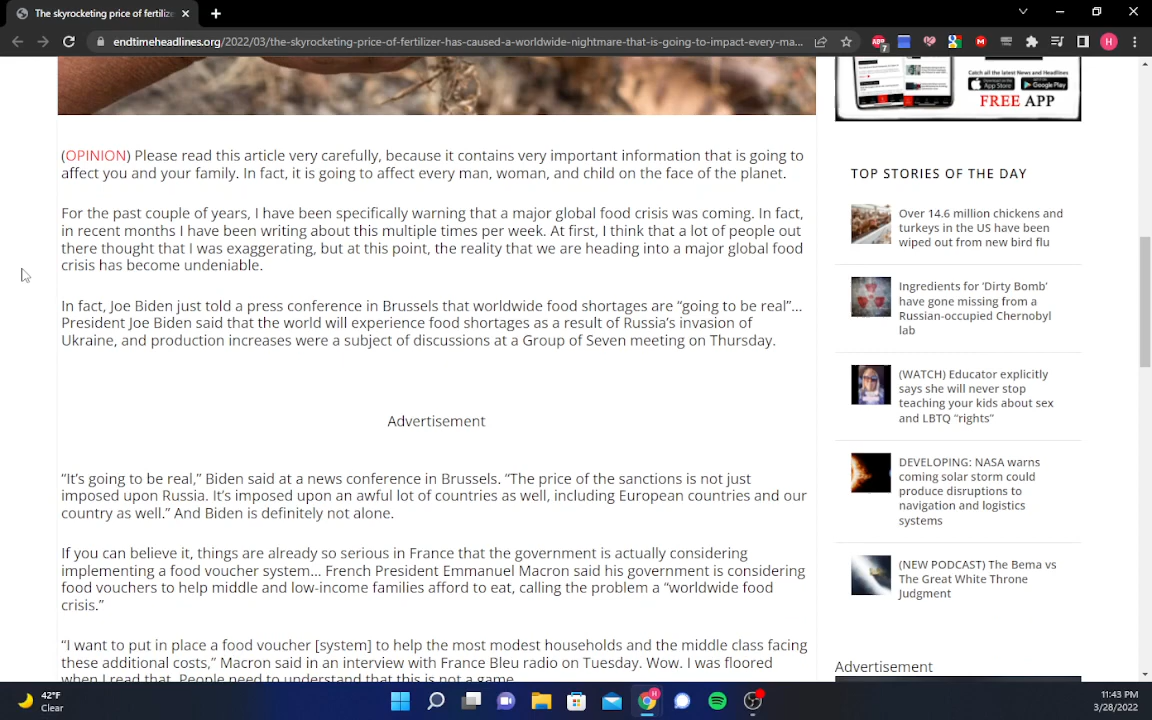 The skyrocketing price of fertiliz
endtimeheadlines.org/2022/03/the-skyrocketing-price-of-fertilizer-has-caused-a-worldwide-nightmare-that-is-going-to-impact-every-ma...
7
H
Catch all the latest News and Headlines
App Store
Google Play
FREE APP
(OPINION) Please read this article very carefully, because it contains very important information that is going to
affect you and your family. In fact, it is going to affect every man, woman, and child on the face of the planet.
For the past couple of years, I have been specifically warning that a major global food crisis was coming. In fact,
in recent months I have been writing about this multiple times per week. At first, I think that a lot of people out
there thought that I was exaggerating, but at this point, the reality that we are heading into a major global food
crisis has become undeniable.
In fact, Joe Biden just told a press conference in Brussels that worldwide food shortages are “going to be real”...
President Joe Biden said that the world will experience food shortages as a result of Russia’s invasion of
Ukraine, and production increases were a subject of discussions at a Group of Seven meeting on Thursday.
Advertisement
“It’s going to be real,” Biden said at a news conference in Brussels. “The price of the sanctions is not just
imposed upon Russia. It’s imposed upon an awful lot of countries as well, including European countries and our
country as well.” And Biden is definitely not alone.
If you can believe it, things are already so serious in France that the government is actually considering
implementing a food voucher system... French President Emmanuel Macron said his government is considering
food vouchers to help middle and low-income families afford to eat, calling the problem a “worldwide food
crisis.”
“I want to put in place a food voucher [system] to help the most modest households and the middle class facing
these additional costs,” Macron said in an interview with France Bleu radio on Tuesday. Wow. I was floored
when I read that. People need to understand that this is not a game.
TOP STORIES OF THE DAY
Over 14.6 million chickens and
turkeys in the US have been
wiped out from new bird flu
Ingredients for ‘Dirty Bomb’
have gone missing from a
Russian-occupied Chernobyl
lab
(WATCH) Educator explicitly
says she will never stop
teaching your kids about sex
and LBTQ “rights”
DEVELOPING: NASA warns
coming solar storm could
produce disruptions to
navigation and logistics
systems
(NEW PODCAST) The Bema vs
The Great White Throne
Judgment
Advertisement
42°F
Clear
11:43 PM
3/28/2022